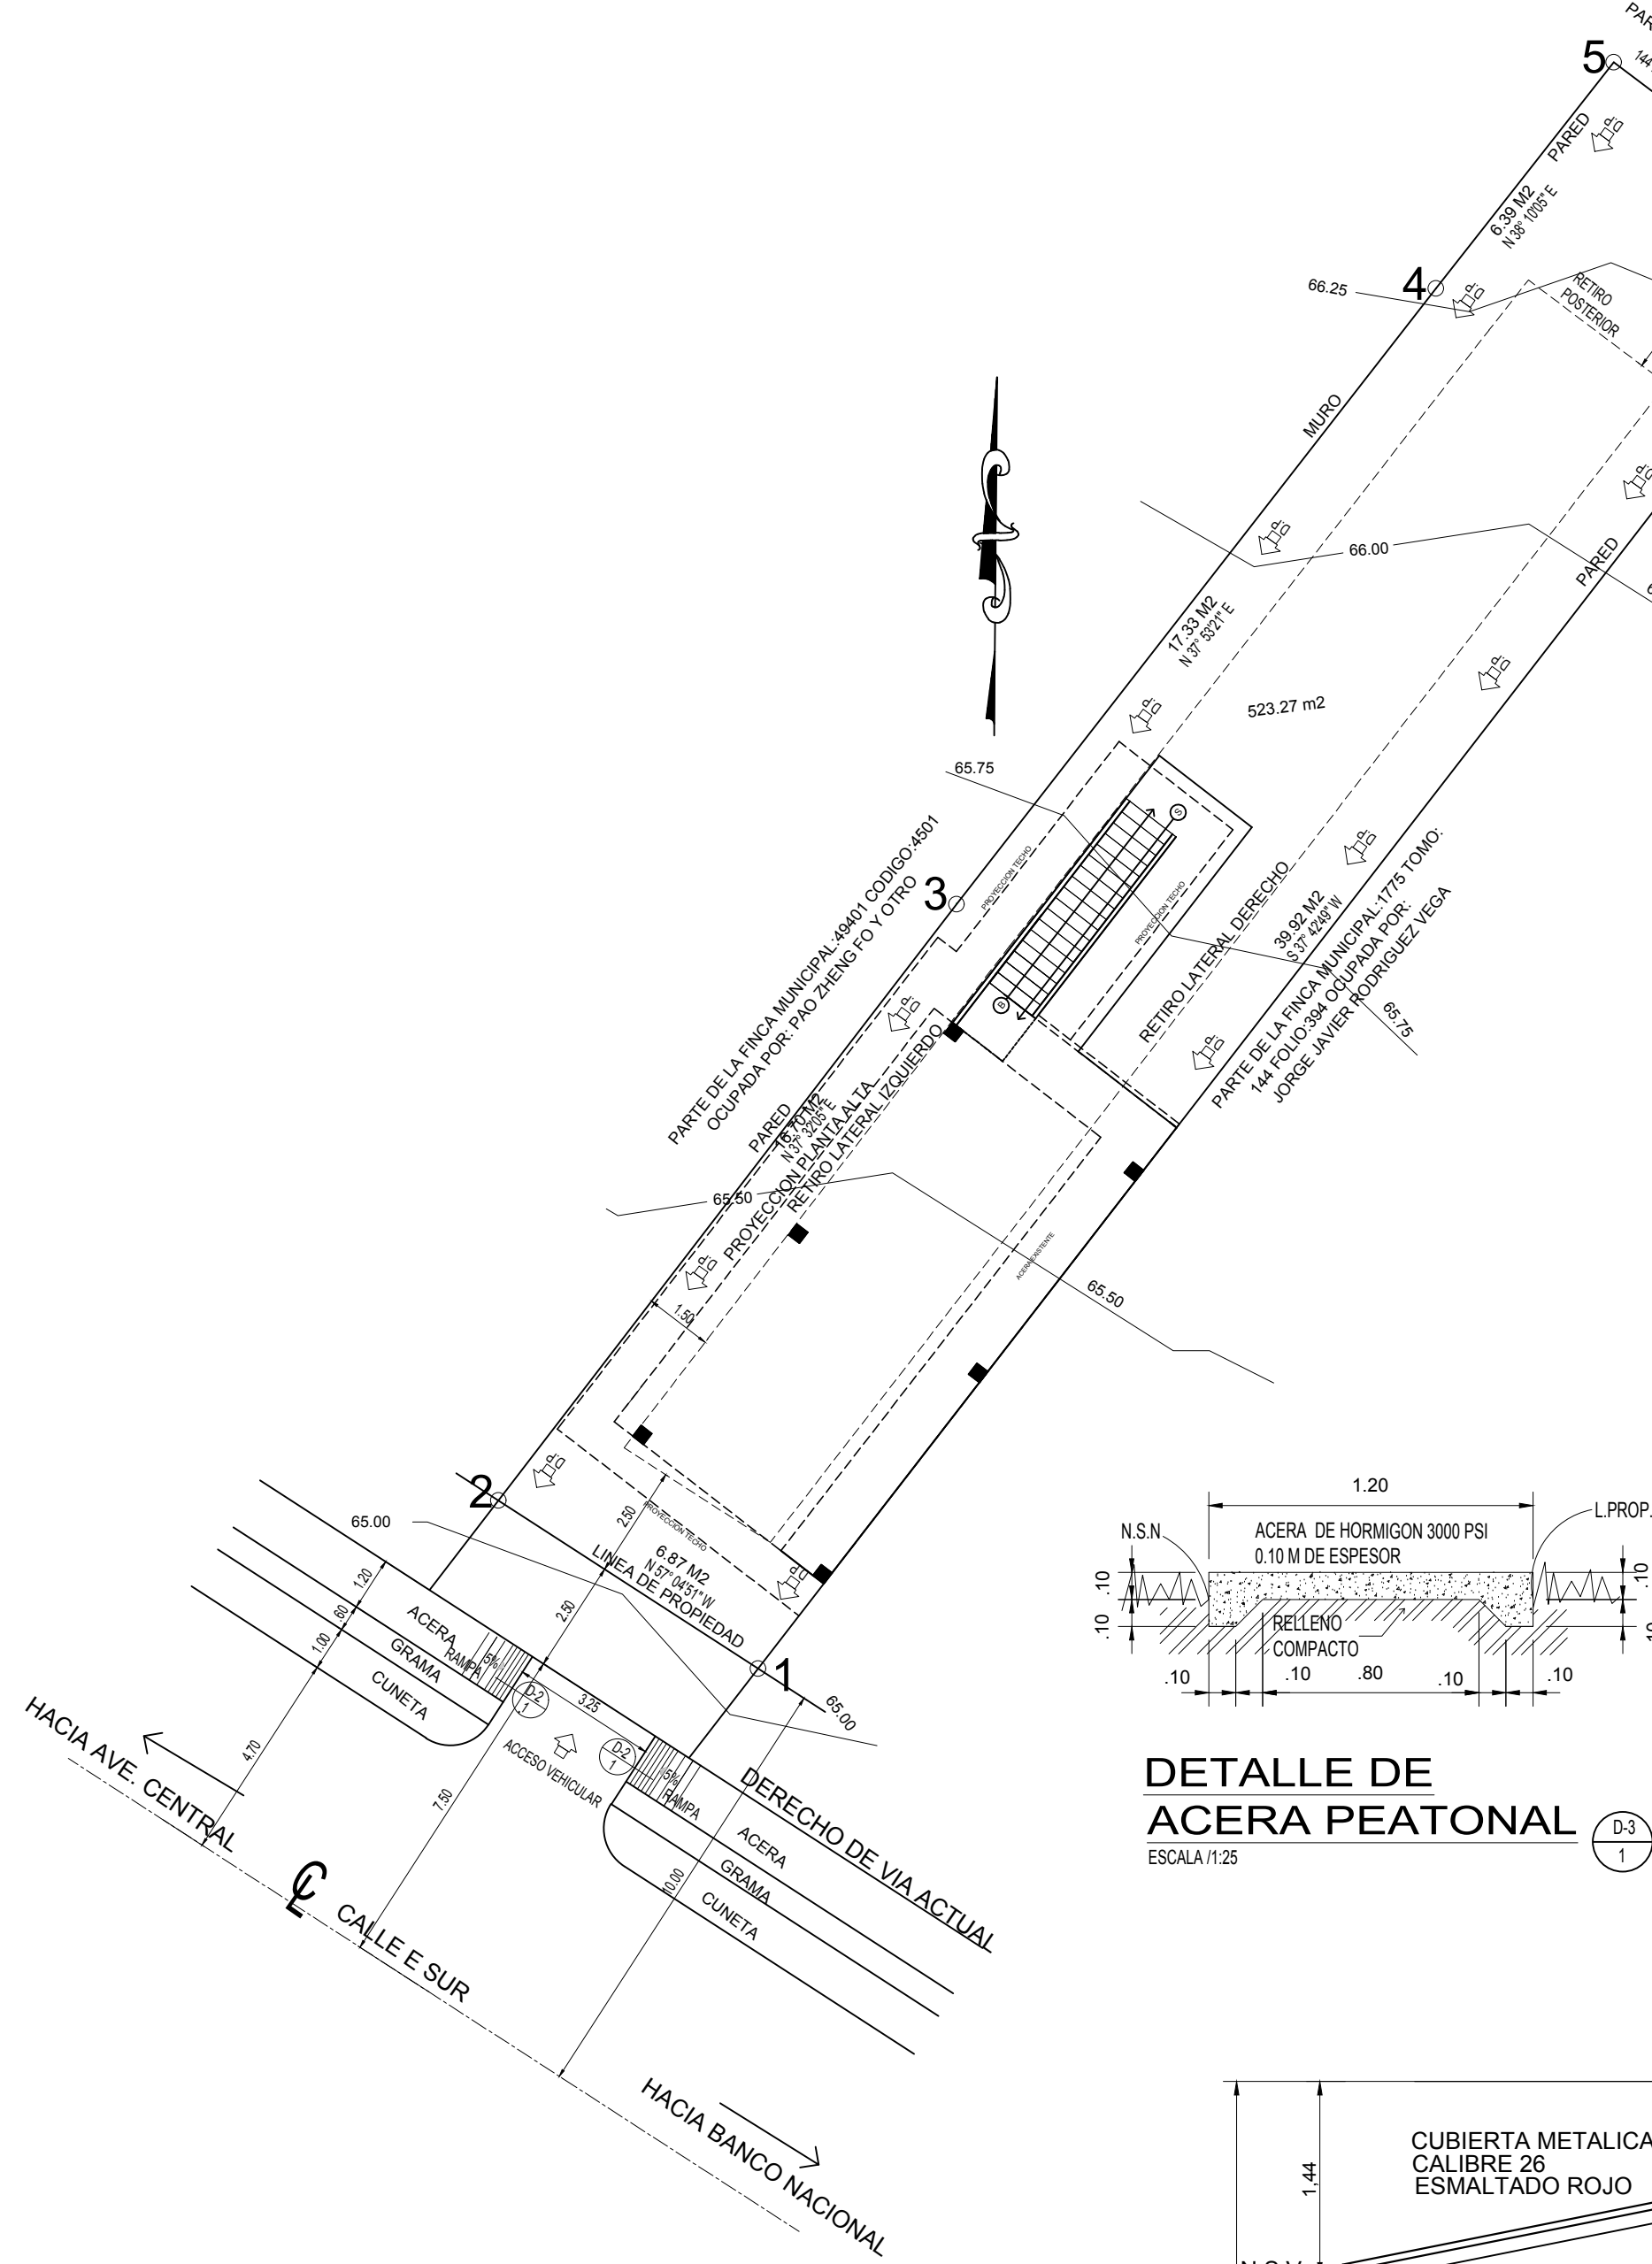 5
PARED
6.39 M2
N 38° 10'05" E
4
66.25
RETIRO
POSTERIOR
MURO
66.00
PARED
17.33 M2
N 37° 53'21" E
523.27 m2
65.75
3
PROYECCION TECHO
S
PROYECCION TECHO
B
PARTE DE LA FINCA MUNICIPAL:49401 CODIGO:4501
OCUPADA POR: PAO ZHENG FO Y OTRO
RETIRO LATERAL DERECHO
39.92 M2
S 37° 42'49" W
PARTE DE LA FINCA MUNICIPAL:1775 TOMO:
144 FOLIO:394 OCUPADA POR:
JORGE JAVIER RODRIGUEZ VEGA
65.75
PARED
16.70 M2
N 37° 32'05" E
PROYECCION PLANTA ALTA
RETIRO LATERAL IZQUIERDO
65.50
ACERA EXISTENTE
65.50
1.50
2
65.00
2.50
PROYECCION TECHO
6.87 M2
N 57° 04'51" W
LINEA DE PROPIEDAD
2.50
1
65.00
1.20
.60
1.00
4.70
ACERA
GRAMA
CUNETA
RAMPA
5%
D-2
1
3.25
ACCESO VEHICULAR
D-2
1
5%
RAMPA
7.50
10.00
DERECHO DE VIA ACTUAL
ACERA
GRAMA
CUNETA
HACIA AVE. CENTRAL
CL
CALLE E SUR
HACIA BANCO NACIONAL
1.20
L.PROP.
N.S.N
ACERA DE HORMIGON 3000 PSI
0.10 M DE ESPESOR
.10
.10
.10
RELLENO
COMPACTO
.10
.10
.80
.10
.10
DETALLE DE
ACERA PEATONAL
D-3
1
ESCALA /1:25
1,44
CUBIERTA METALICA
CALIBRE 26
ESMALTADO ROJO